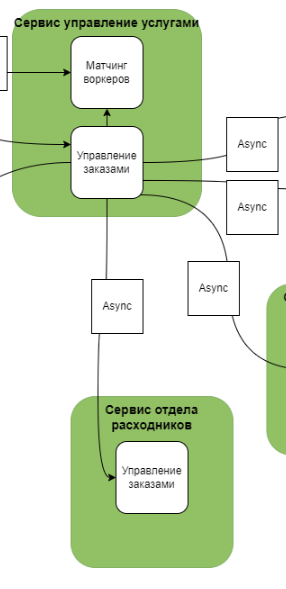 Сервис управление услугами
Матчинг
воркеров
Управление
заказами
Async
Async
Async
Async
Сервис отдела
расходников
Управление
заказами